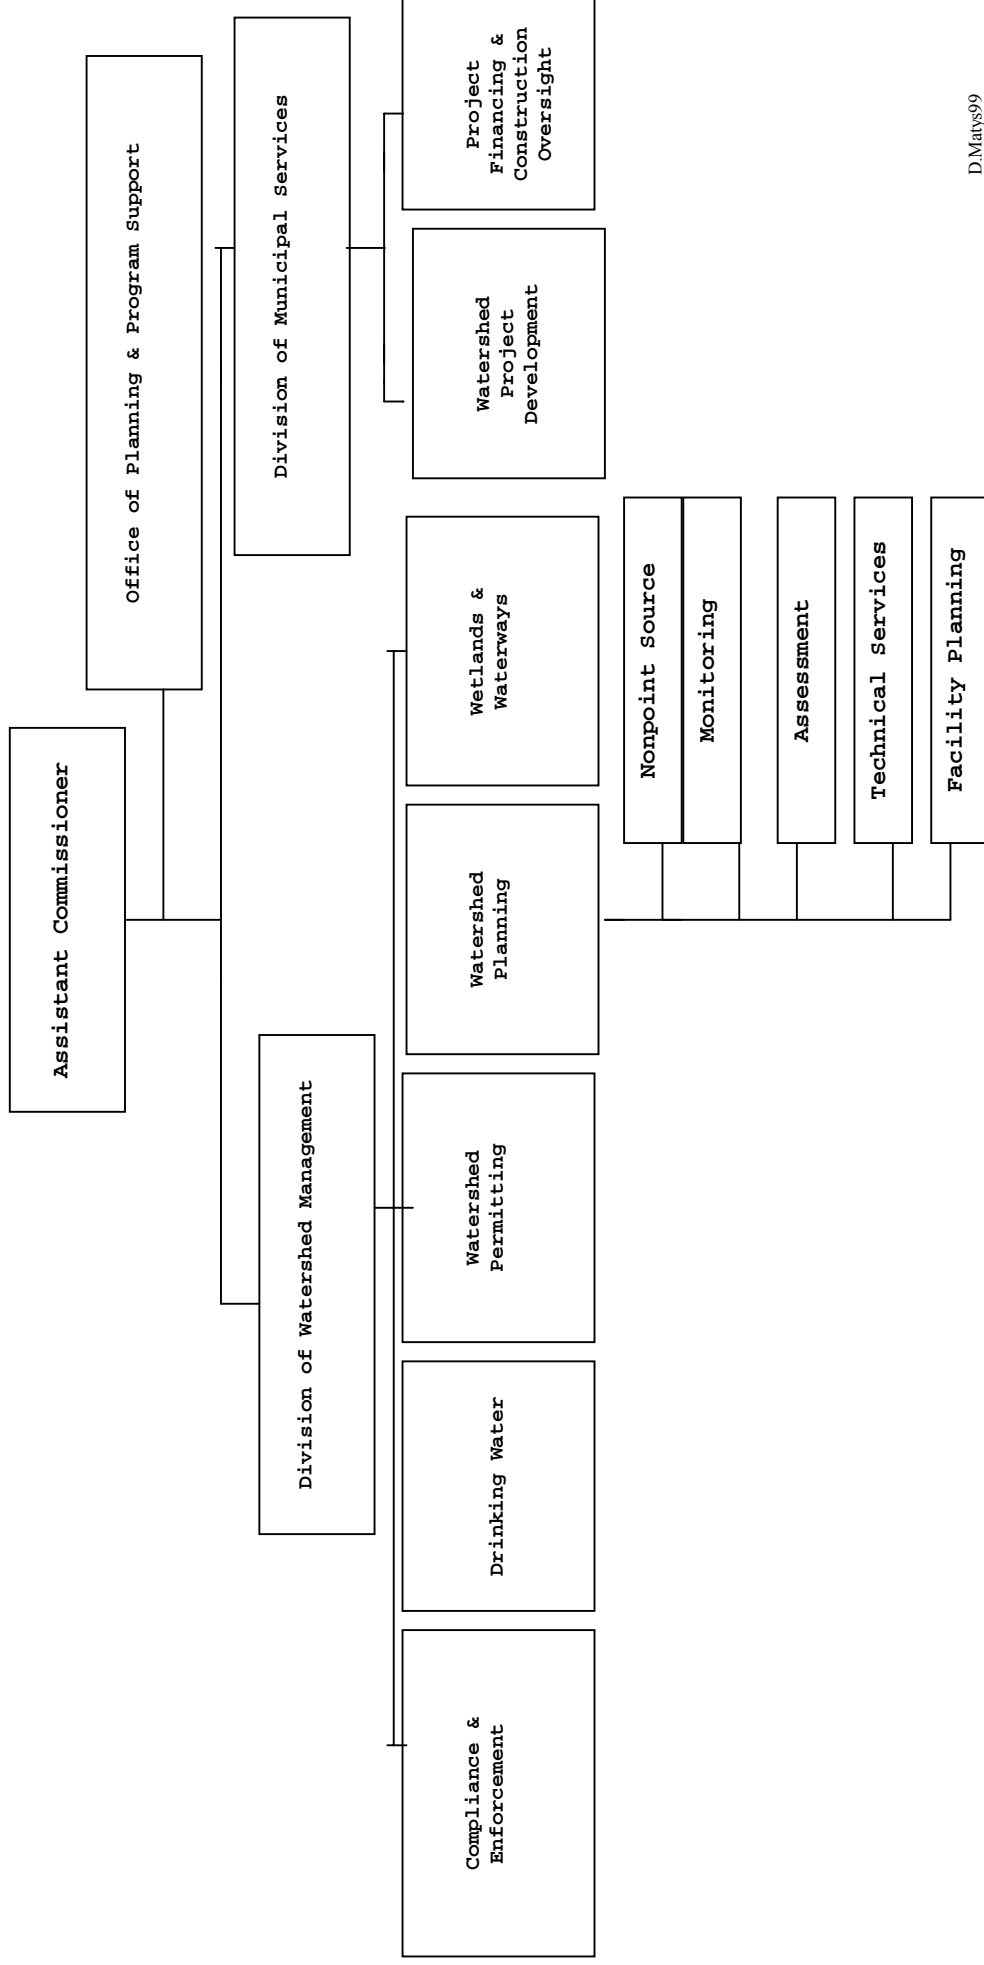 Assistant Commissioner
Office of Planning & Program Support
Division of Watershed Management
Division of Municipal Services
Compliance &
Enforcement
Drinking Water
Watershed
Permitting
Watershed
Planning
Wetlands &
Waterways
Watershed
Project
Development
Project
Financing &
Construction
Oversight
Nonpoint Source
Monitoring
Assessment
Technical Services
Facility Planning
D.Matys99